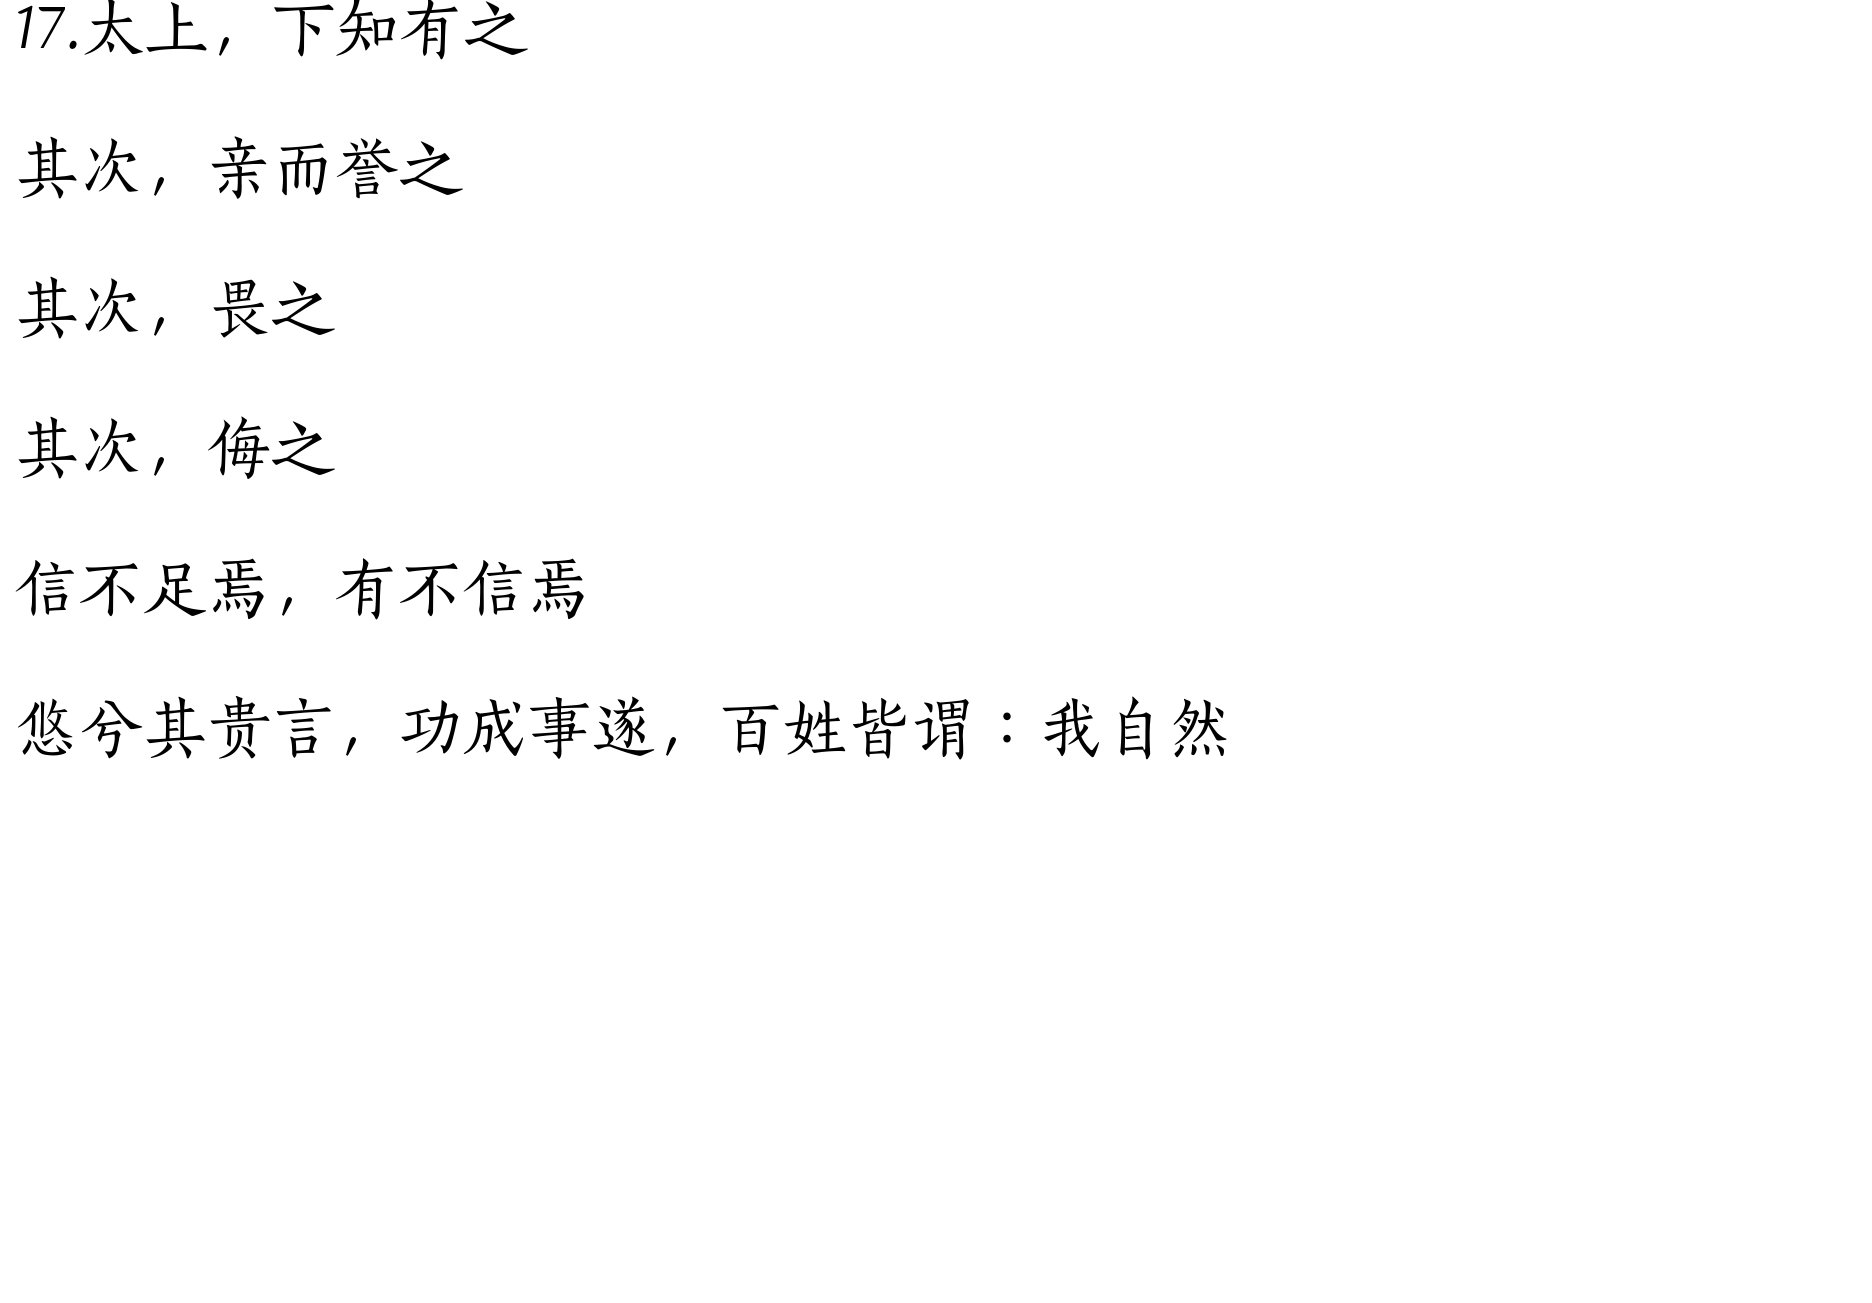 17.太上，下知有之
其次，亲而誉之
其次，畏之
其次，侮之
信不足焉，有不信焉
悠兮其贵言，功成事遂，百姓皆谓：我自然